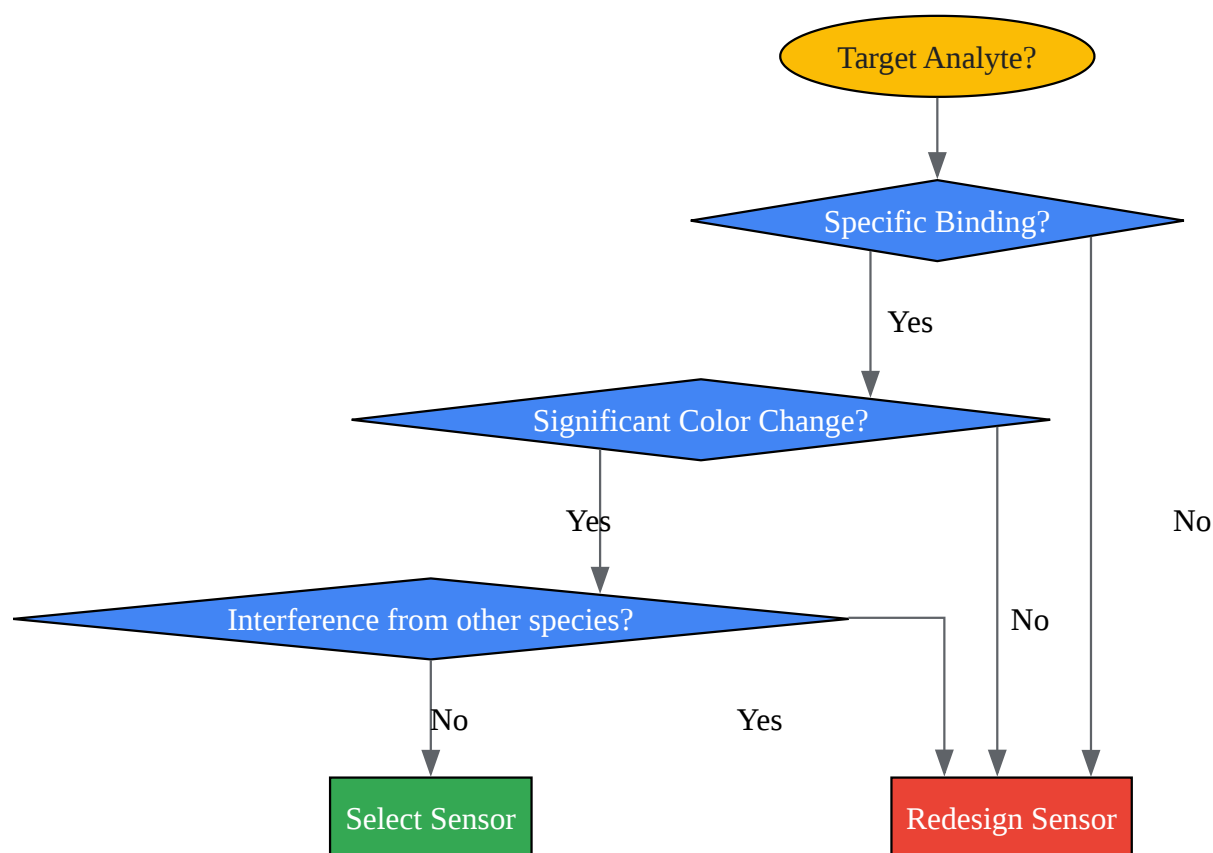 Target Analyte?
Specific Binding?
Yes
Significant Color Change?
Yes
No
Interference from other species?
No
No
Yes
Select Sensor
Redesign Sensor